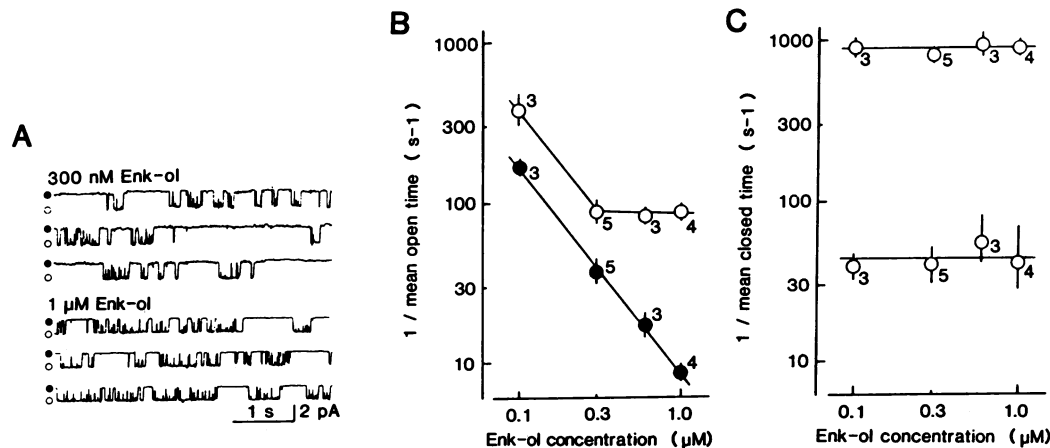 A
300 nM Enk-ol
1 µM Enk-ol
1 s
2 pA
B
1 / mean open time ( s-1)
1000
300
100
30
10
3
5
3
4
3
5
3
4
0.1
0.3
1.0
Enk-ol concentration (µM)
C
1 / mean closed time ( s-1)
1000
300
100
30
10
3
5
3
4
3
5
3
4
0.1
0.3
1.0
Enk-ol concentration (µM)